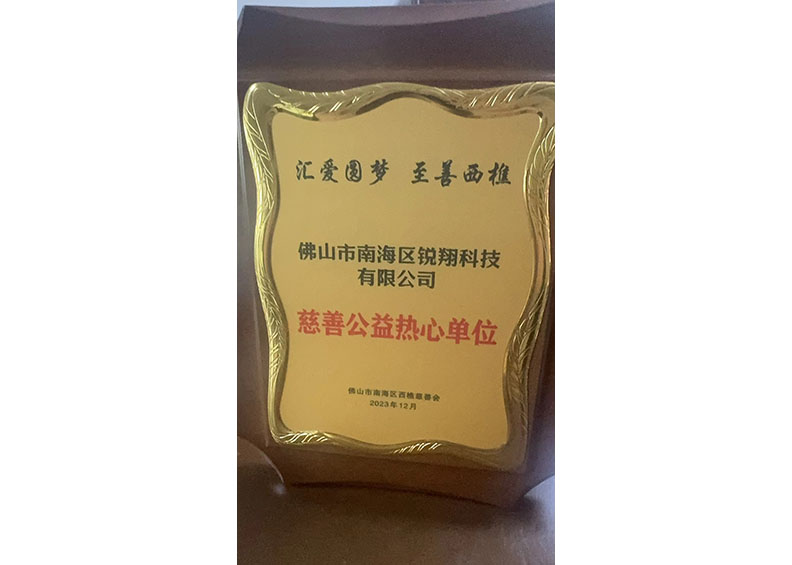 汇爱圆梦 至善西樵
佛山市南海区锐翔科技
有限公司
慈善公益热心单位
佛山市南海区西樵慈善会
2023年12月